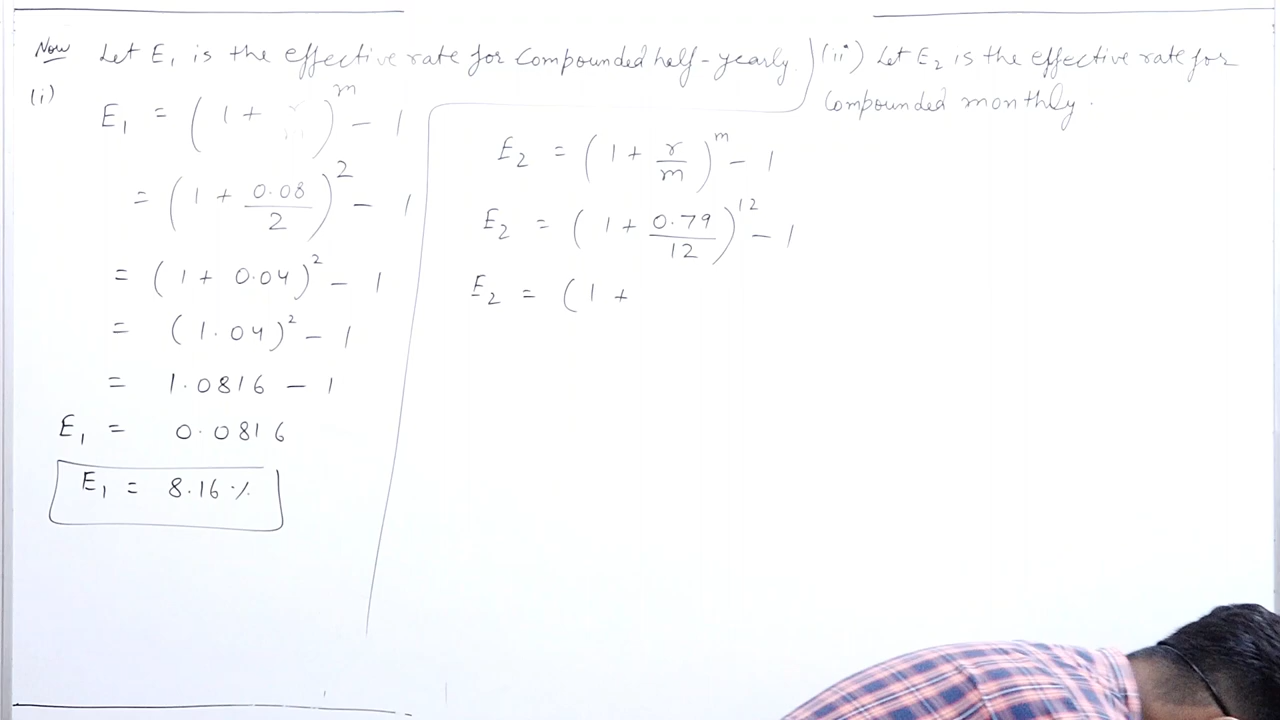 Now Let E₁ is the effective rate for Compounded half-yearly.
(i)
E₁ = (1 + r/m)^m - 1
= (1 + 0.08/2)^2 - 1
= (1 + 0.04)^2 - 1
= (1.04)^2 - 1
= 1.0816 - 1
E₁ = 0.0816
E₁ = 8.16 %
(ii) Let E₂ is the effective rate for
Compounded monthly.
E₂ = (1 + r/m)^m - 1
E₂ = (1 + 0.79/12)^12 - 1
E₂ = (1 +